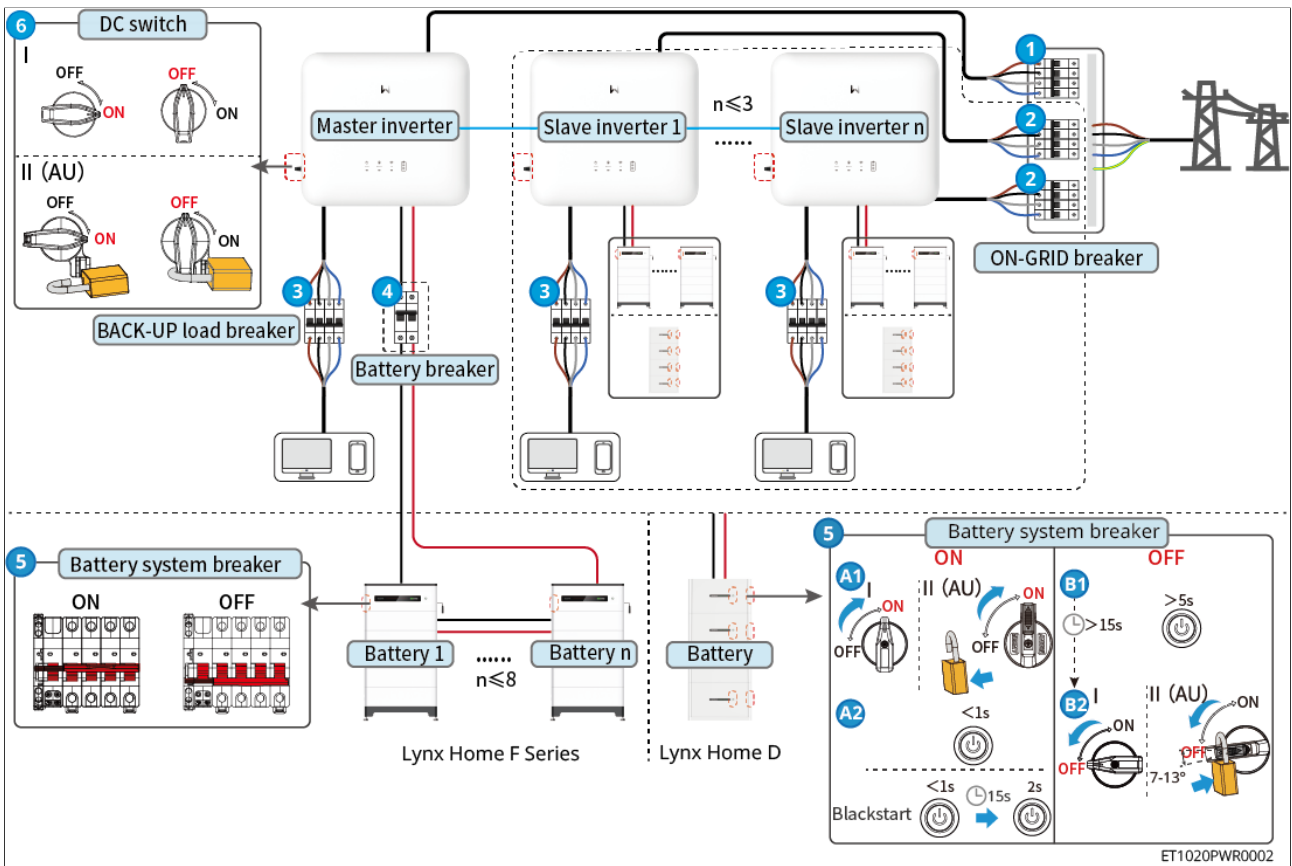 6
DC switch
I
OFF
ON
OFF
ON
II (AU)
OFF
ON
OFF
ON
Master inverter
Slave inverter 1
n≤3
......
Slave inverter n
1
2
2
ON-GRID breaker
3
BACK-UP load breaker
4
Battery breaker
3
......
3
......
5
Battery system breaker
ON
OFF
Battery 1
......
n≤8
Battery n
Lynx Home F Series
Battery
Lynx Home D
5
Battery system breaker
ON
OFF
A1
I
ON
OFF
II (AU)
ON
OFF
A2
<1s
Blackstart
<1s
15s
2s
B1
>15s
>5s
B2
I
ON
OFF
II (AU)
ON
OFF
7-13°
ET1020PWR0002